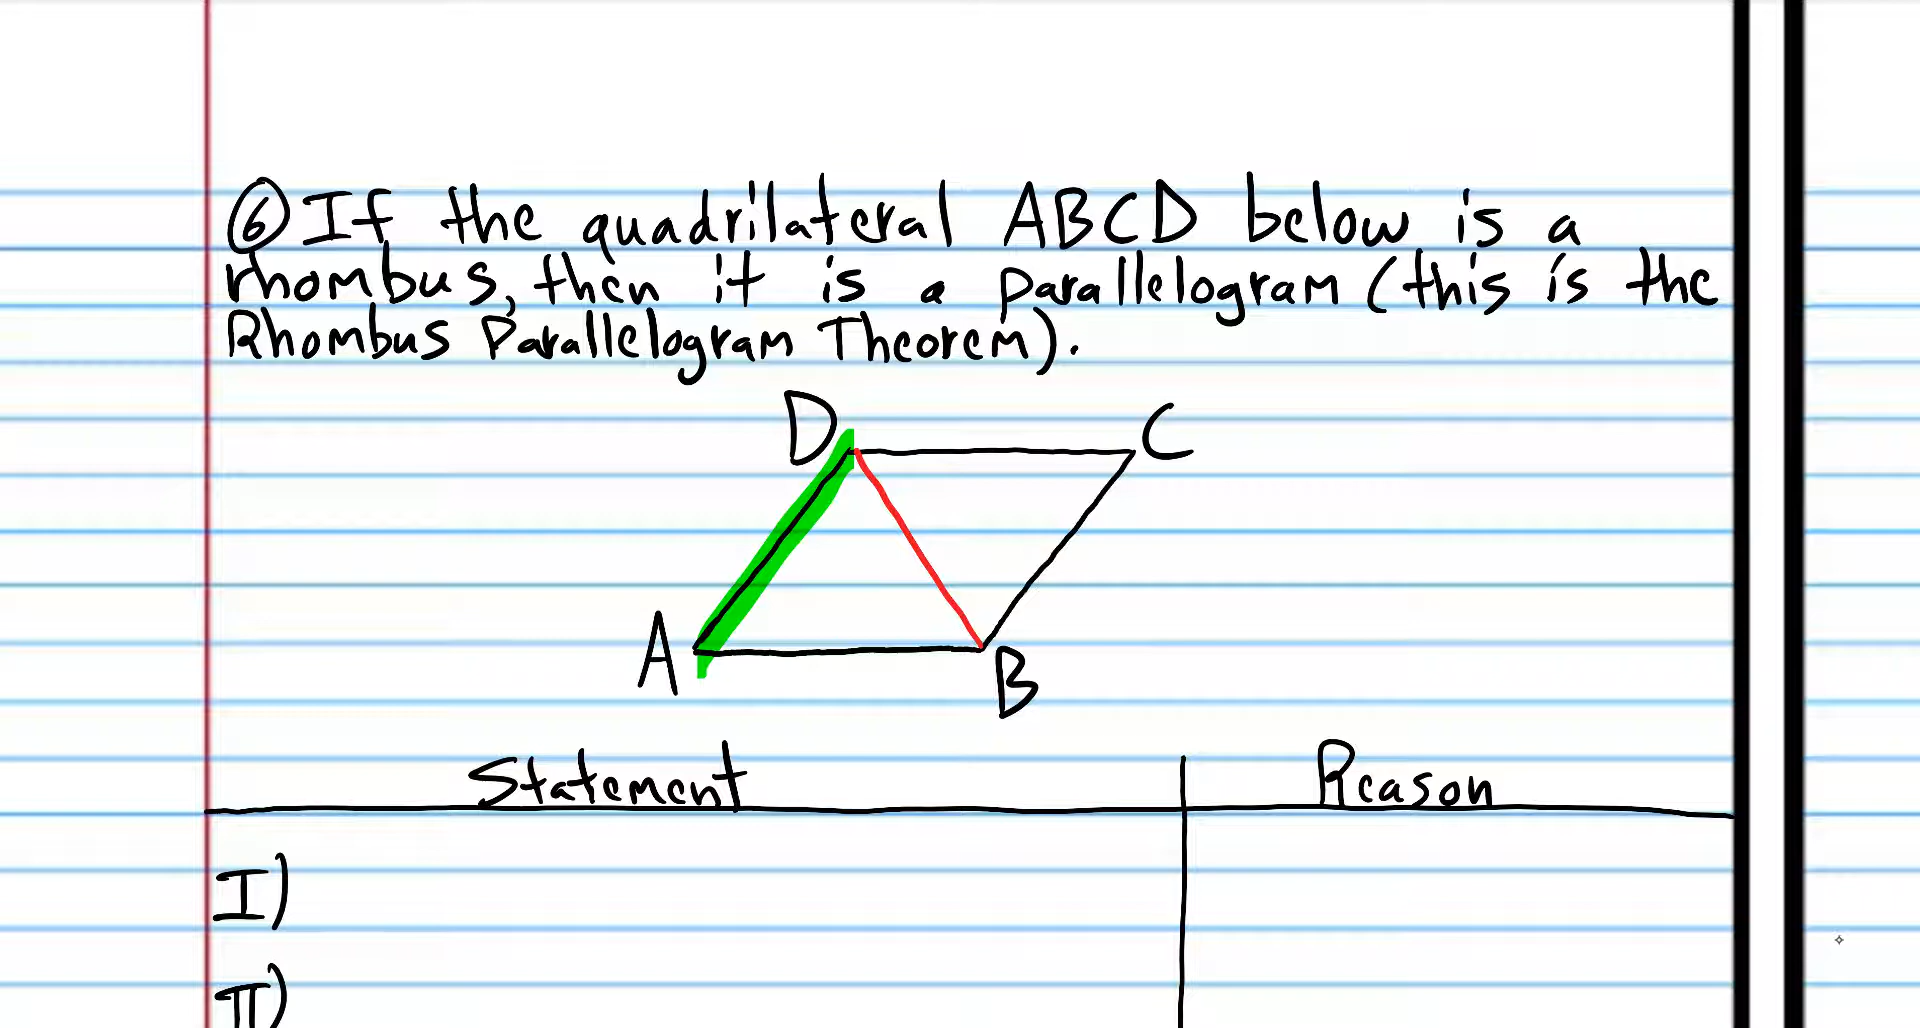 ⑥ If the quadrilateral ABCD below is a
rhombus, then it is a parallelogram (this is the
Rhombus Parallelogram Theorem).
D C
A B
Statement Reason
I)
II)